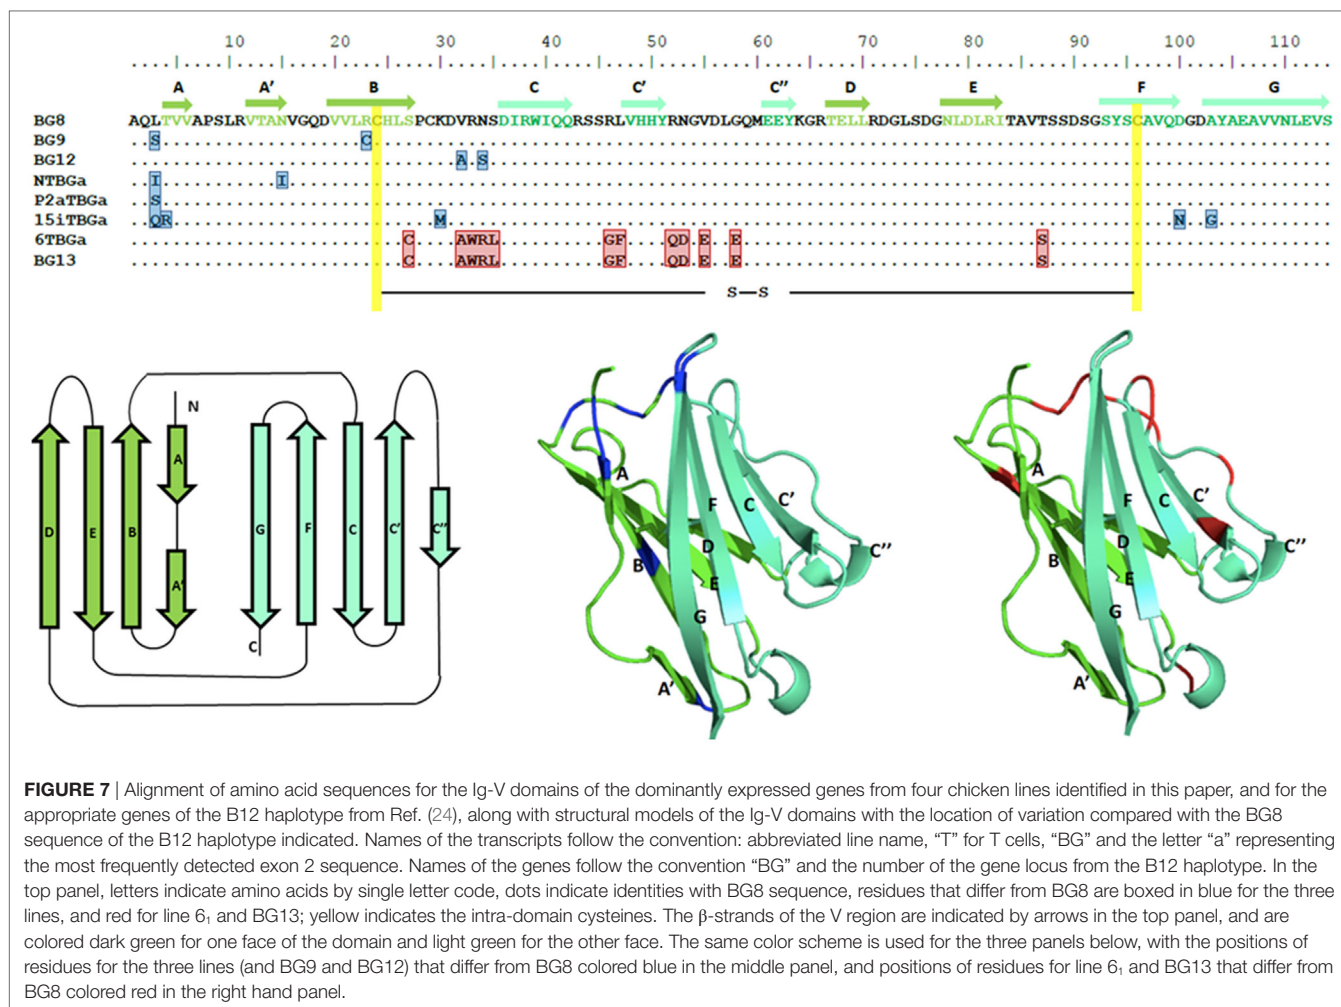 10 20 30 40 50 60 70 80 90 100 110
A A' B C C' C'' D E F G
BG8 AQLTVVAPSLRVTANVGQDVVLRCHLSPCKDVRNSDIRWIQQRSSRLVHHYRNGVDLGQMEEYKGRTELLRDGLSDGNLDLRITAVTSSDSGSYSCAVQDGDAYAEAVVNLEVS
BG9 ..S...................C...........................................................................................
BG12 ...............................A.S................................................................................
NTBGa ..I...........I...................................................................................................
P2aTBGa ..S...............................................................................................................
15iTBGa ..QR.........................M.....................................................................N..G...........
6TBGa ..........................C....AWRL..........GF....QD.E..E............................S...........................
BG13 ..........................C....AWRL..........GF....QD.E..E............................S...........................
S—S
N
D E B A A' G F C C' C''
C
A B A' F D E G C C' C''
A B A' F D E G C C' C''
FIGURE 7 | Alignment of amino acid sequences for the Ig-V domains of the dominantly expressed genes from four chicken lines identified in this paper, and for the
appropriate genes of the B12 haplotype from Ref. (24), along with structural models of the Ig-V domains with the location of variation compared with the BG8
sequence of the B12 haplotype indicated. Names of the transcripts follow the convention: abbreviated line name, “T” for T cells, “BG” and the letter “a” representing
the most frequently detected exon 2 sequence. Names of the genes follow the convention “BG” and the number of the gene locus from the B12 haplotype. In the
top panel, letters indicate amino acids by single letter code, dots indicate identities with BG8 sequence, residues that differ from BG8 are boxed in blue for the three
lines, and red for line 6₁ and BG13; yellow indicates the intra-domain cysteines. The β-strands of the V region are indicated by arrows in the top panel, and are
colored dark green for one face of the domain and light green for the other face. The same color scheme is used for the three panels below, with the positions of
residues for the three lines (and BG9 and BG12) that differ from BG8 colored blue in the middle panel, and positions of residues for line 6₁ and BG13 that differ from
BG8 colored red in the right hand panel.